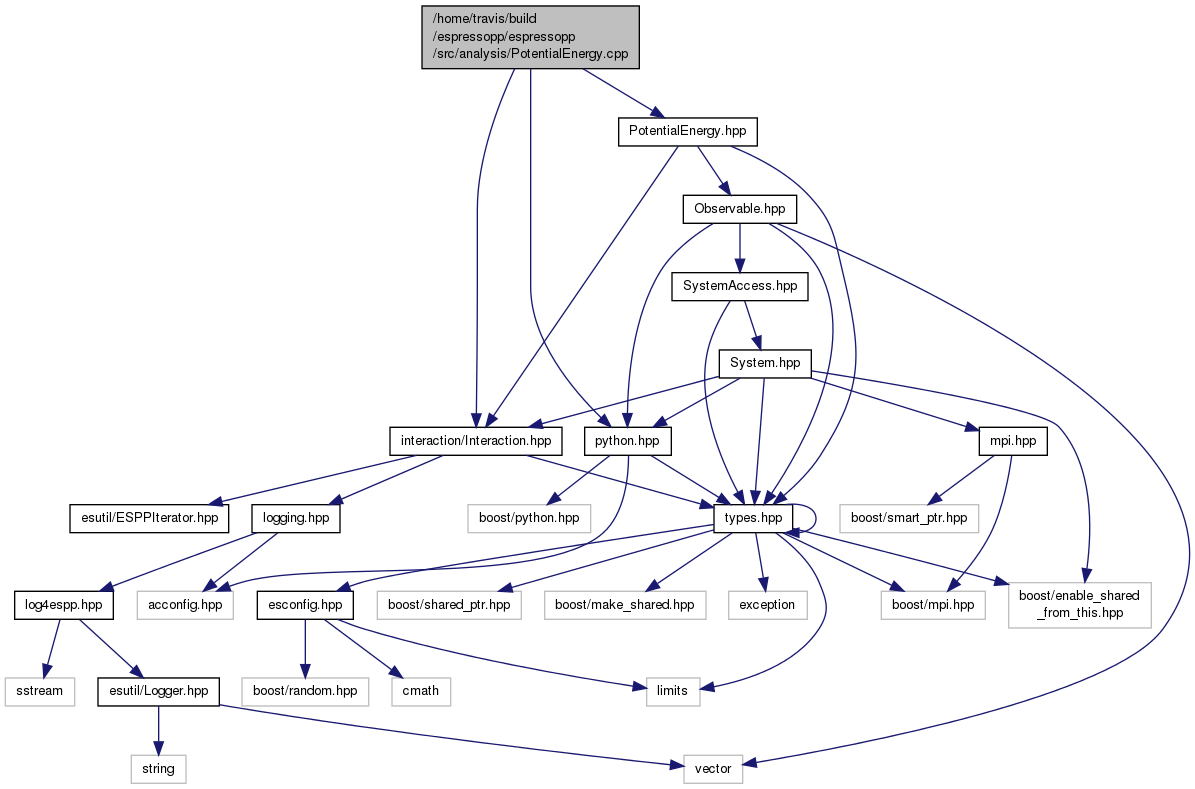 /home/travis/build
/espressopp/espressopp
/src/analysis/PotentialEnergy.cpp
PotentialEnergy.hpp
Observable.hpp
SystemAccess.hpp
System.hpp
interaction/Interaction.hpp
python.hpp
mpi.hpp
esutil/ESPPIterator.hpp
logging.hpp
boost/python.hpp
types.hpp
boost/smart_ptr.hpp
log4espp.hpp
acconfig.hpp
esconfig.hpp
boost/shared_ptr.hpp
boost/make_shared.hpp
exception
boost/mpi.hpp
boost/enable_shared
_from_this.hpp
sstream
esutil/Logger.hpp
boost/random.hpp
cmath
limits
string
vector